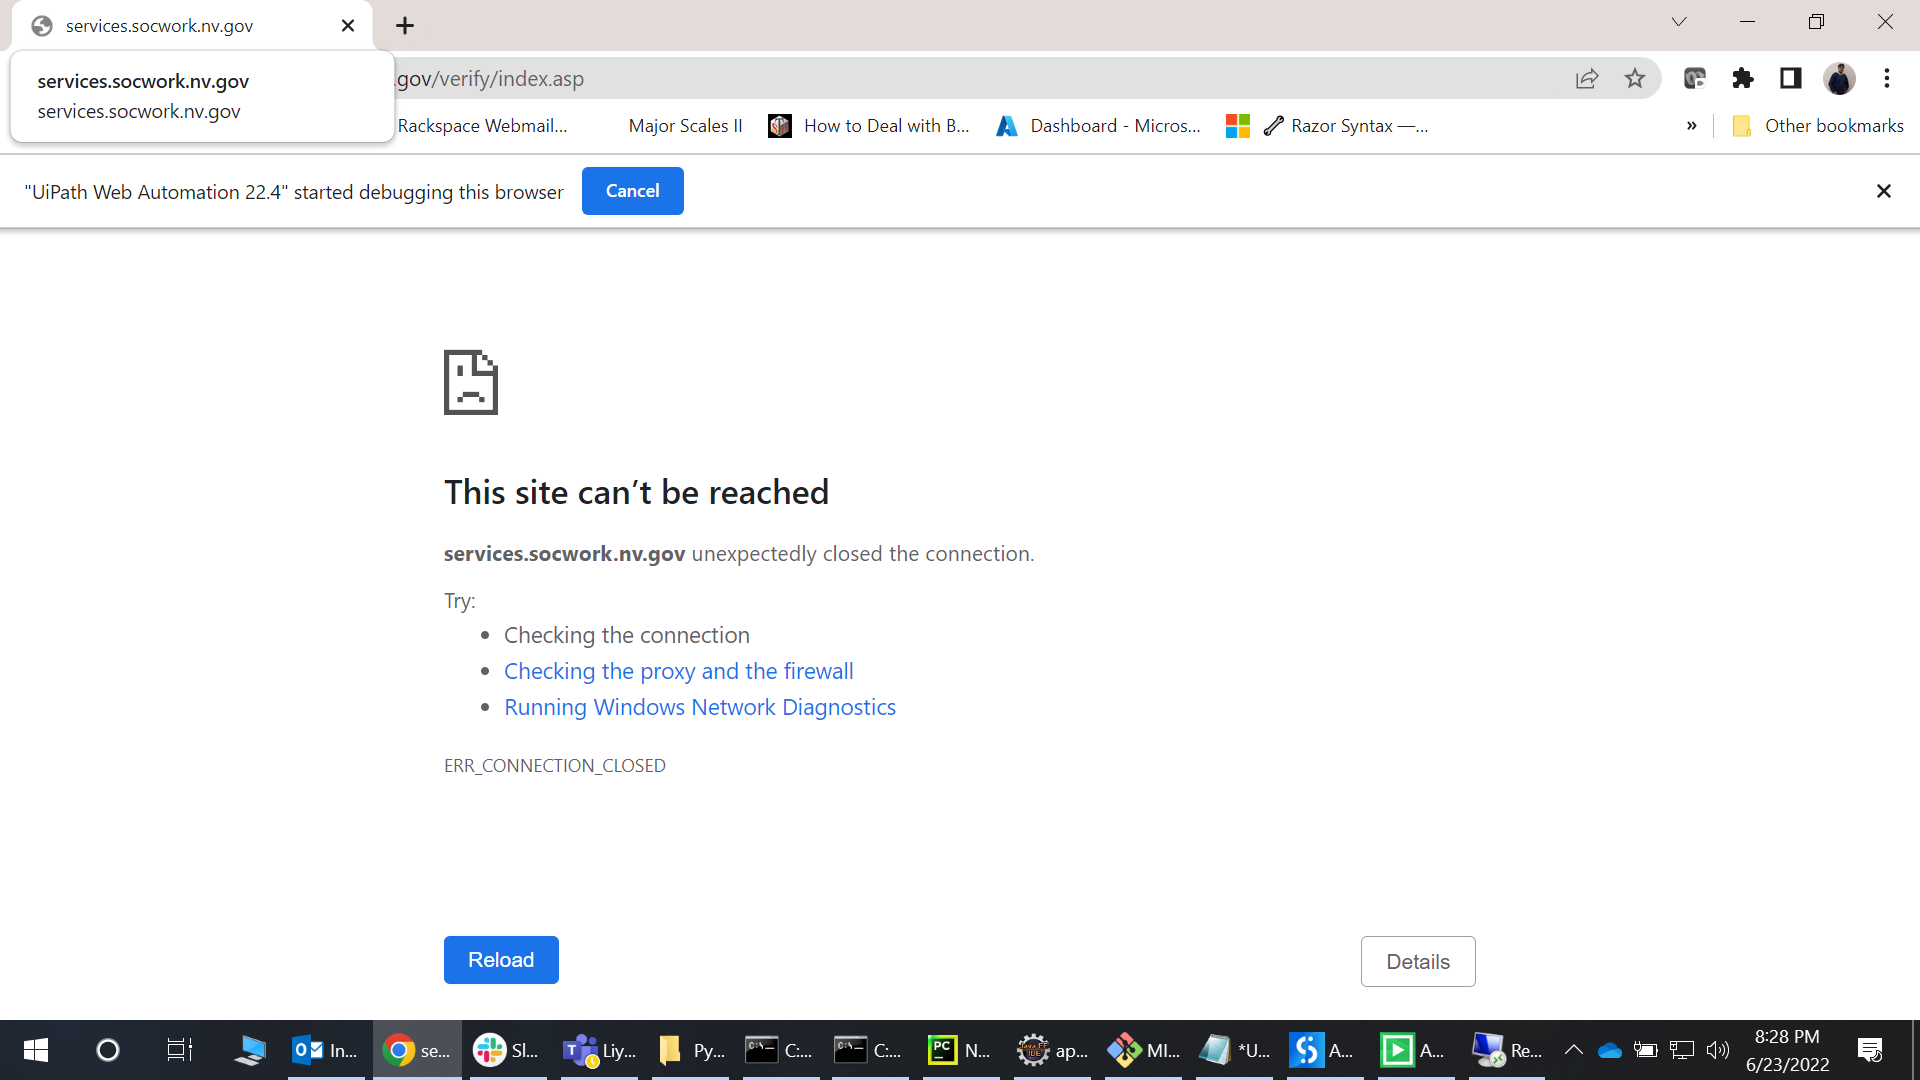 services.socwork.nv.gov
services.socwork.nv.gov
services.socwork.nv.gov
.gov/verify/index.asp
Rackspace Webmail...
Major Scales II
How to Deal with B...
Dashboard - Micros...
Razor Syntax —...
»
Other bookmarks
"UiPath Web Automation 22.4" started debugging this browser
Cancel
This site can’t be reached
services.socwork.nv.gov unexpectedly closed the connection.
Try:
• Checking the connection
• Checking the proxy and the firewall
• Running Windows Network Diagnostics
ERR_CONNECTION_CLOSED
Reload
Details
In...
se...
Sl...
Liy...
Py...
C:...
C:...
N...
ap...
MI...
*U...
A...
A...
Re...
8:28 PM
6/23/2022